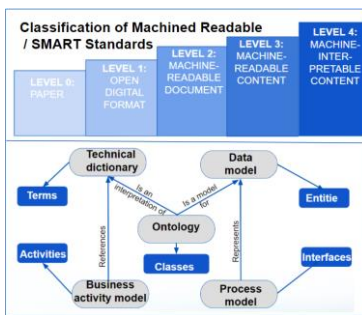 Classification of Machined Readable
/ SMART Standards
LEVEL 0:
PAPER
LEVEL 1:
OPEN
DIGITAL
FORMAT
LEVEL 2:
MACHINE-
READABLE
DOCUMENT
LEVEL 3:
MACHINE-
READABLE
CONTENT
LEVEL 4:
MACHINE-
INTER
PRETABLE
CONTENT
Technical
dictionary
Data
model
Terms
Is an
interpretation of
Is a model
for
Entitie
Ontology
Activities
References
Classes
Represents
Interfaces
Business
activity model
Process
model